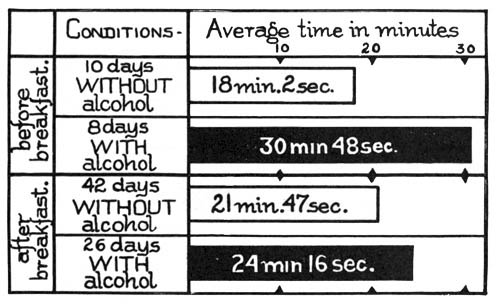 CONDITIONS-
Average time in minutes
10 20 30
before breakfast.
10 days
WITHOUT
alcohol
18 min. 2 sec.
8 days
WITH
alcohol
30 min 48 sec.
after breakfast.
42 days
WITHOUT
alcohol
21 min. 47 sec.
26 days
WITH
alcohol
24 min 16 sec.